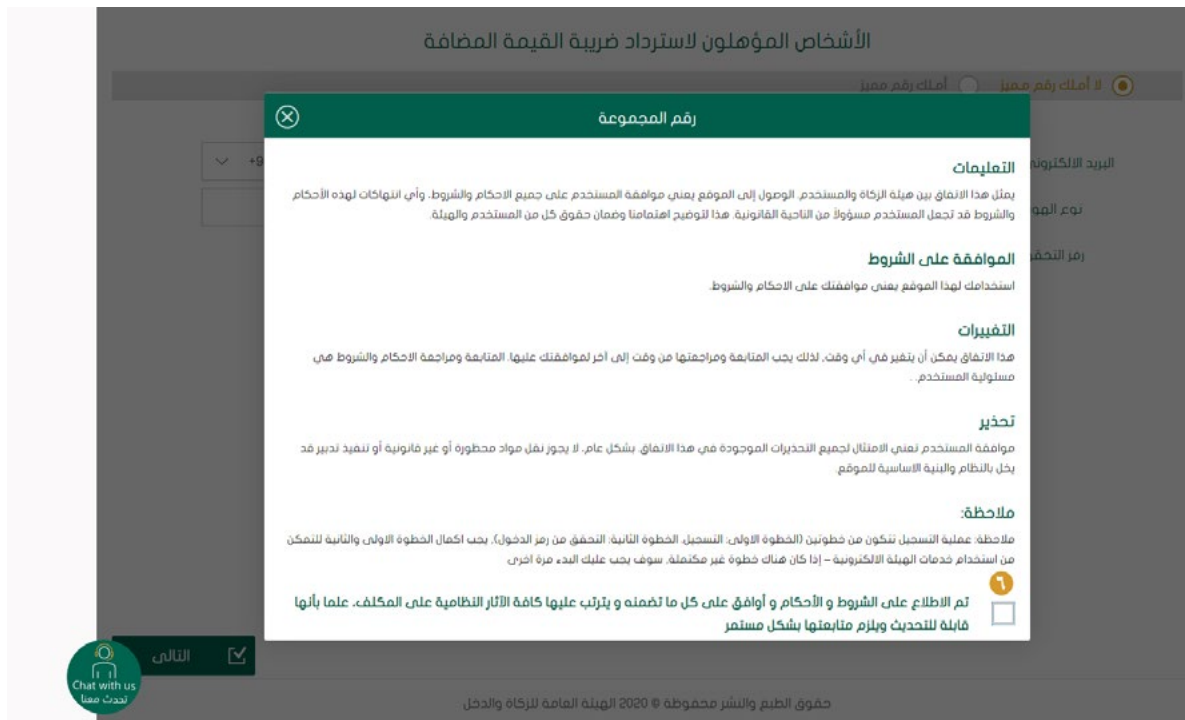 الأشخاص المؤهلون لاسترداد ضريبة القيمة المضافة
لا أملك رقم مميز
أملك رقم مميز
رقم المجموعة
البريد الالكتروني
+9
نوع الهو
رمز التحقر
التعليمات
يمثل هذا الاتفاق بين هيئة الزكاة والمستخدم. الوصول إلى الموقع يعني موافقة المستخدم على جميع الاحكام والشروط. وأي انتهاكات لهذه الأحكام
والشروط قد تجعل المستخدم مسؤولاً من الناحية القانونية. هذا لتوضيح اهتمامنا وضمان حقوق كل من المستخدم والهيئة.
الموافقة على الشروط
استخدامك لهذا الموقع يعني موافقتك على الاحكام والشروط.
التغييرات
هذا الاتفاق يمكن أن يتغير في أي وقت، لذلك يجب المتابعة ومراجعتها من وقت إلى آخر لموافقتك عليها. المتابعة ومراجعة الاحكام والشروط هي
مسئولية المستخدم. .
تحذير
موافقة المستخدم تعني الامتثال لجميع التحذيرات الموجودة في هذا الاتفاق. بشكل عام، لا يجوز نقل مواد محظورة أو غير قانونية أو تنفيذ تدبير قد
يخل بالنظام والبنية الاساسية للموقع.
ملاحظة:
ملاحظة: عملية التسجيل تتكون من خطوتين (الخطوة الاولى: التسجيل. الخطوة الثانية: التحقق من رمز الدخول). يجب اكمال الخطوة الاولى والثانية للتمكن
من استخدام خدمات الهيئة الالكترونية – إذا كان هناك خطوة غير مكتملة، سوف يجب عليك البدء مرة اخرى
٦
تم الاطلاع على الشروط و الأحكام و أوافق على كل ما تضمنه و يترتب عليها كافة الآثار النظامية على المكلف، علما بأنها
قابلة للتحديث ويلزم متابعتها بشكل مستمر
التالي
Chat with us
تحدث معنا
حقوق الطبع والنشر محفوظة © 2020 الهيئة العامة للزكاة والدخل